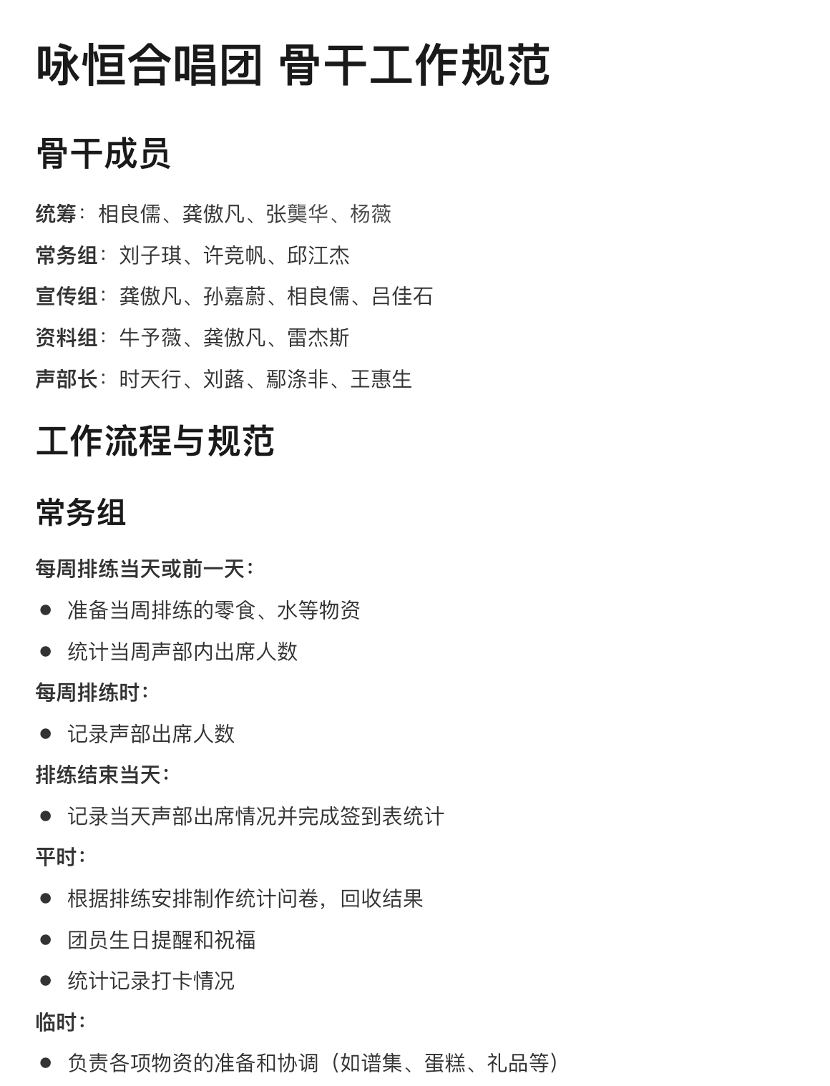 咏恒合唱团 骨干工作规范
骨干成员
统筹：相良儒、龚傲凡、张龑华、杨薇
常务组：刘子琪、许竞帆、邱江杰
宣传组：龚傲凡、孙嘉蔚、相良儒、吕佳石
资料组：牛予薇、龚傲凡、雷杰斯
声部长：时天行、刘蕗、鄢涤非、王惠生
工作流程与规范
常务组
每周排练当天或前一天：
● 准备当周排练的零食、水等物资
● 统计当周声部内出席人数
每周排练时：
● 记录声部出席人数
排练结束当天：
● 记录当天声部出席情况并完成签到表统计
平时：
● 根据排练安排制作统计问卷，回收结果
● 团员生日提醒和祝福
● 统计记录打卡情况
临时：
● 负责各项物资的准备和协调（如谱集、蛋糕、礼品等）